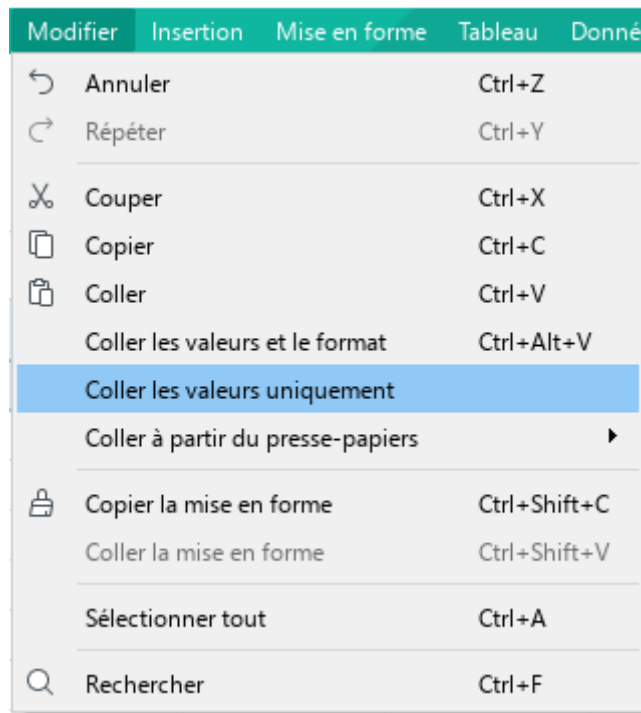 Modifier Insertion Mise en forme Tableau Donné
Annuler Ctrl+Z
Répéter Ctrl+Y
Couper Ctrl+X
Copier Ctrl+C
Coller Ctrl+V
Coller les valeurs et le format Ctrl+Alt+V
Coller les valeurs uniquement
Coller à partir du presse-papiers
Copier la mise en forme Ctrl+Shift+C
Coller la mise en forme Ctrl+Shift+V
Sélectionner tout Ctrl+A
Rechercher Ctrl+F